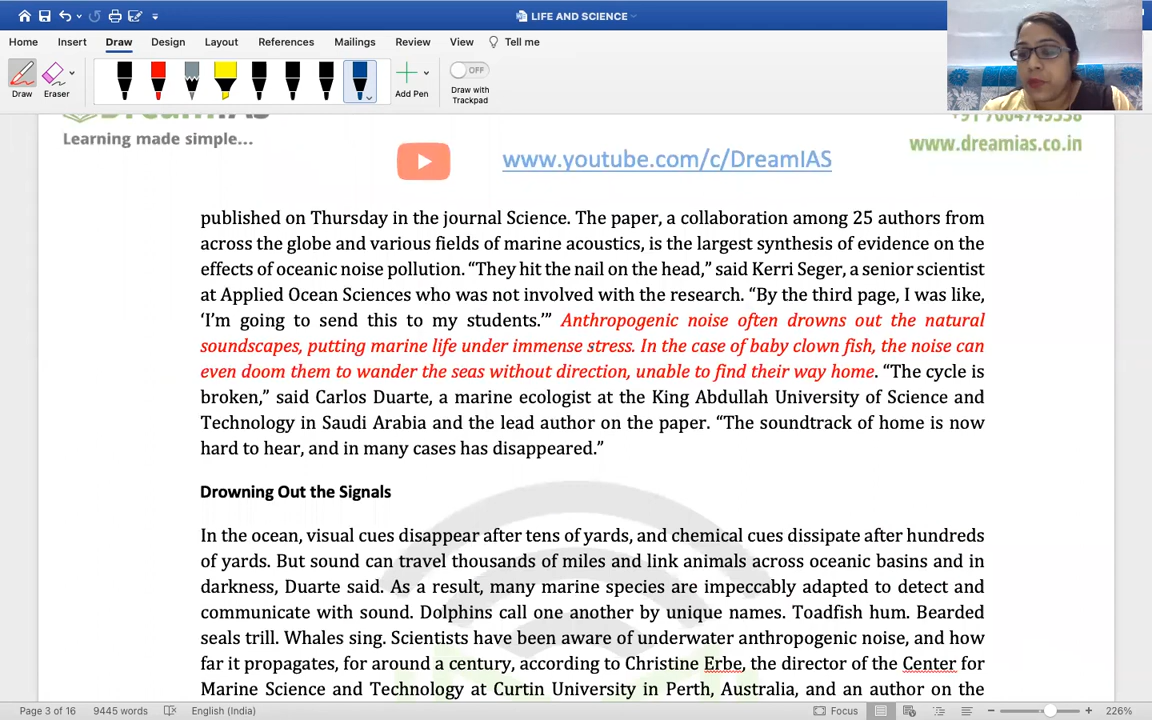 LIFE AND SCIENCE
Home Insert Draw Design Layout References Mailings Review View Tell me
OFF
Draw Eraser Add Pen Draw with
Trackpad
DreamIAS
Learning made simple...
www.youtube.com/c/DreamIAS
+91 7004749538
www.dreamias.co.in
published on Thursday in the journal Science. The paper, a collaboration among 25 authors from
across the globe and various fields of marine acoustics, is the largest synthesis of evidence on the
effects of oceanic noise pollution. “They hit the nail on the head,” said Kerri Seger, a senior scientist
at Applied Ocean Sciences who was not involved with the research. “By the third page, I was like,
‘I’m going to send this to my students.’” Anthropogenic noise often drowns out the natural
soundscapes, putting marine life under immense stress. In the case of baby clown fish, the noise can
even doom them to wander the seas without direction, unable to find their way home. “The cycle is
broken,” said Carlos Duarte, a marine ecologist at the King Abdullah University of Science and
Technology in Saudi Arabia and the lead author on the paper. “The soundtrack of home is now
hard to hear, and in many cases has disappeared.”
Drowning Out the Signals
In the ocean, visual cues disappear after tens of yards, and chemical cues dissipate after hundreds
of yards. But sound can travel thousands of miles and link animals across oceanic basins and in
darkness, Duarte said. As a result, many marine species are impeccably adapted to detect and
communicate with sound. Dolphins call one another by unique names. Toadfish hum. Bearded
seals trill. Whales sing. Scientists have been aware of underwater anthropogenic noise, and how
far it propagates, for around a century, according to Christine Erbe, the director of the Center for
Marine Science and Technology at Curtin University in Perth, Australia, and an author on the
Page 3 of 16 9445 words English (India) Focus 226%